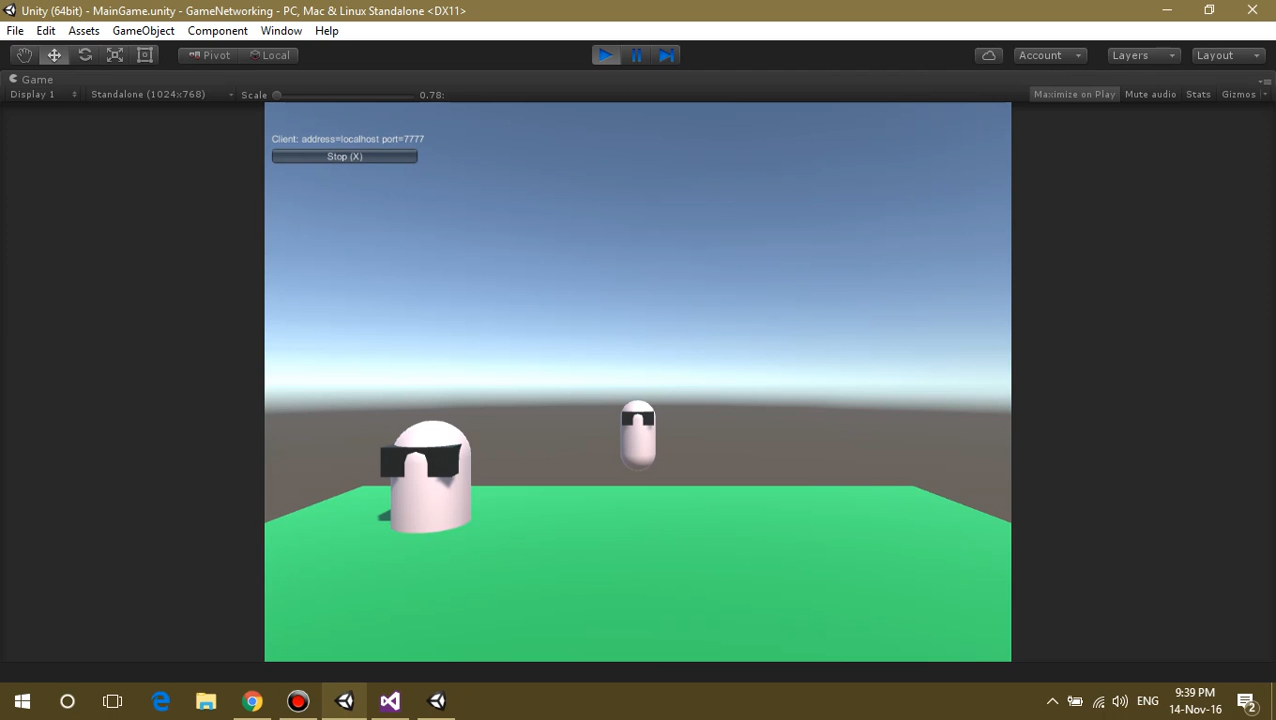 Unity (64bit) - MainGame.unity - GameNetworking - PC, Mac & Linux Standalone <DX11>
File Edit Assets GameObject Component Window Help
Pivot Local Account Layers Layout
Game
Display 1 Standalone (1024x768) Scale 0.78: Maximize on Play Mute audio Stats Gizmos
Client: address=localhost port=7777
Stop (X)
ENG 9:39 PM
14-Nov-16 2